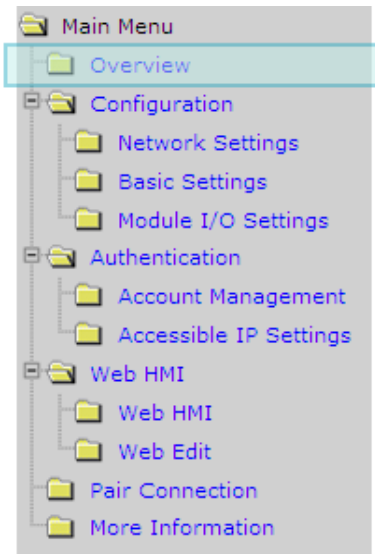 Main Menu
Overview
Configuration
Network Settings
Basic Settings
Module I/O Settings
Authentication
Account Management
Accessible IP Settings
Web HMI
Web HMI
Web Edit
Pair Connection
More Information